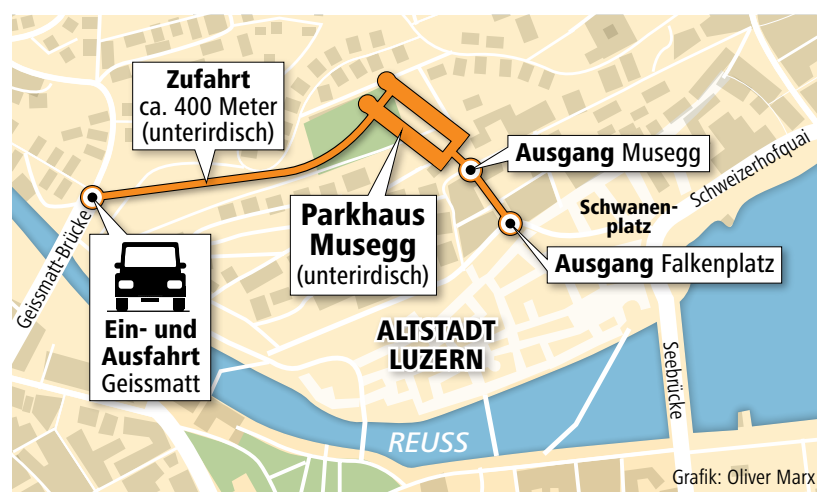 Zufahrt
ca. 400 Meter
(unterirdisch)
Ausgang Musegg
Schweizerhofquai
Schwanen-
platz
Parkhaus
Musegg
(unterirdisch)
Ausgang Falkenplatz
Geissmatt-Brücke
Ein- und
Ausfahrt
Geissmatt
ALTSTADT
LUZERN
Seebrücke
REUSS
Grafik: Oliver Marx